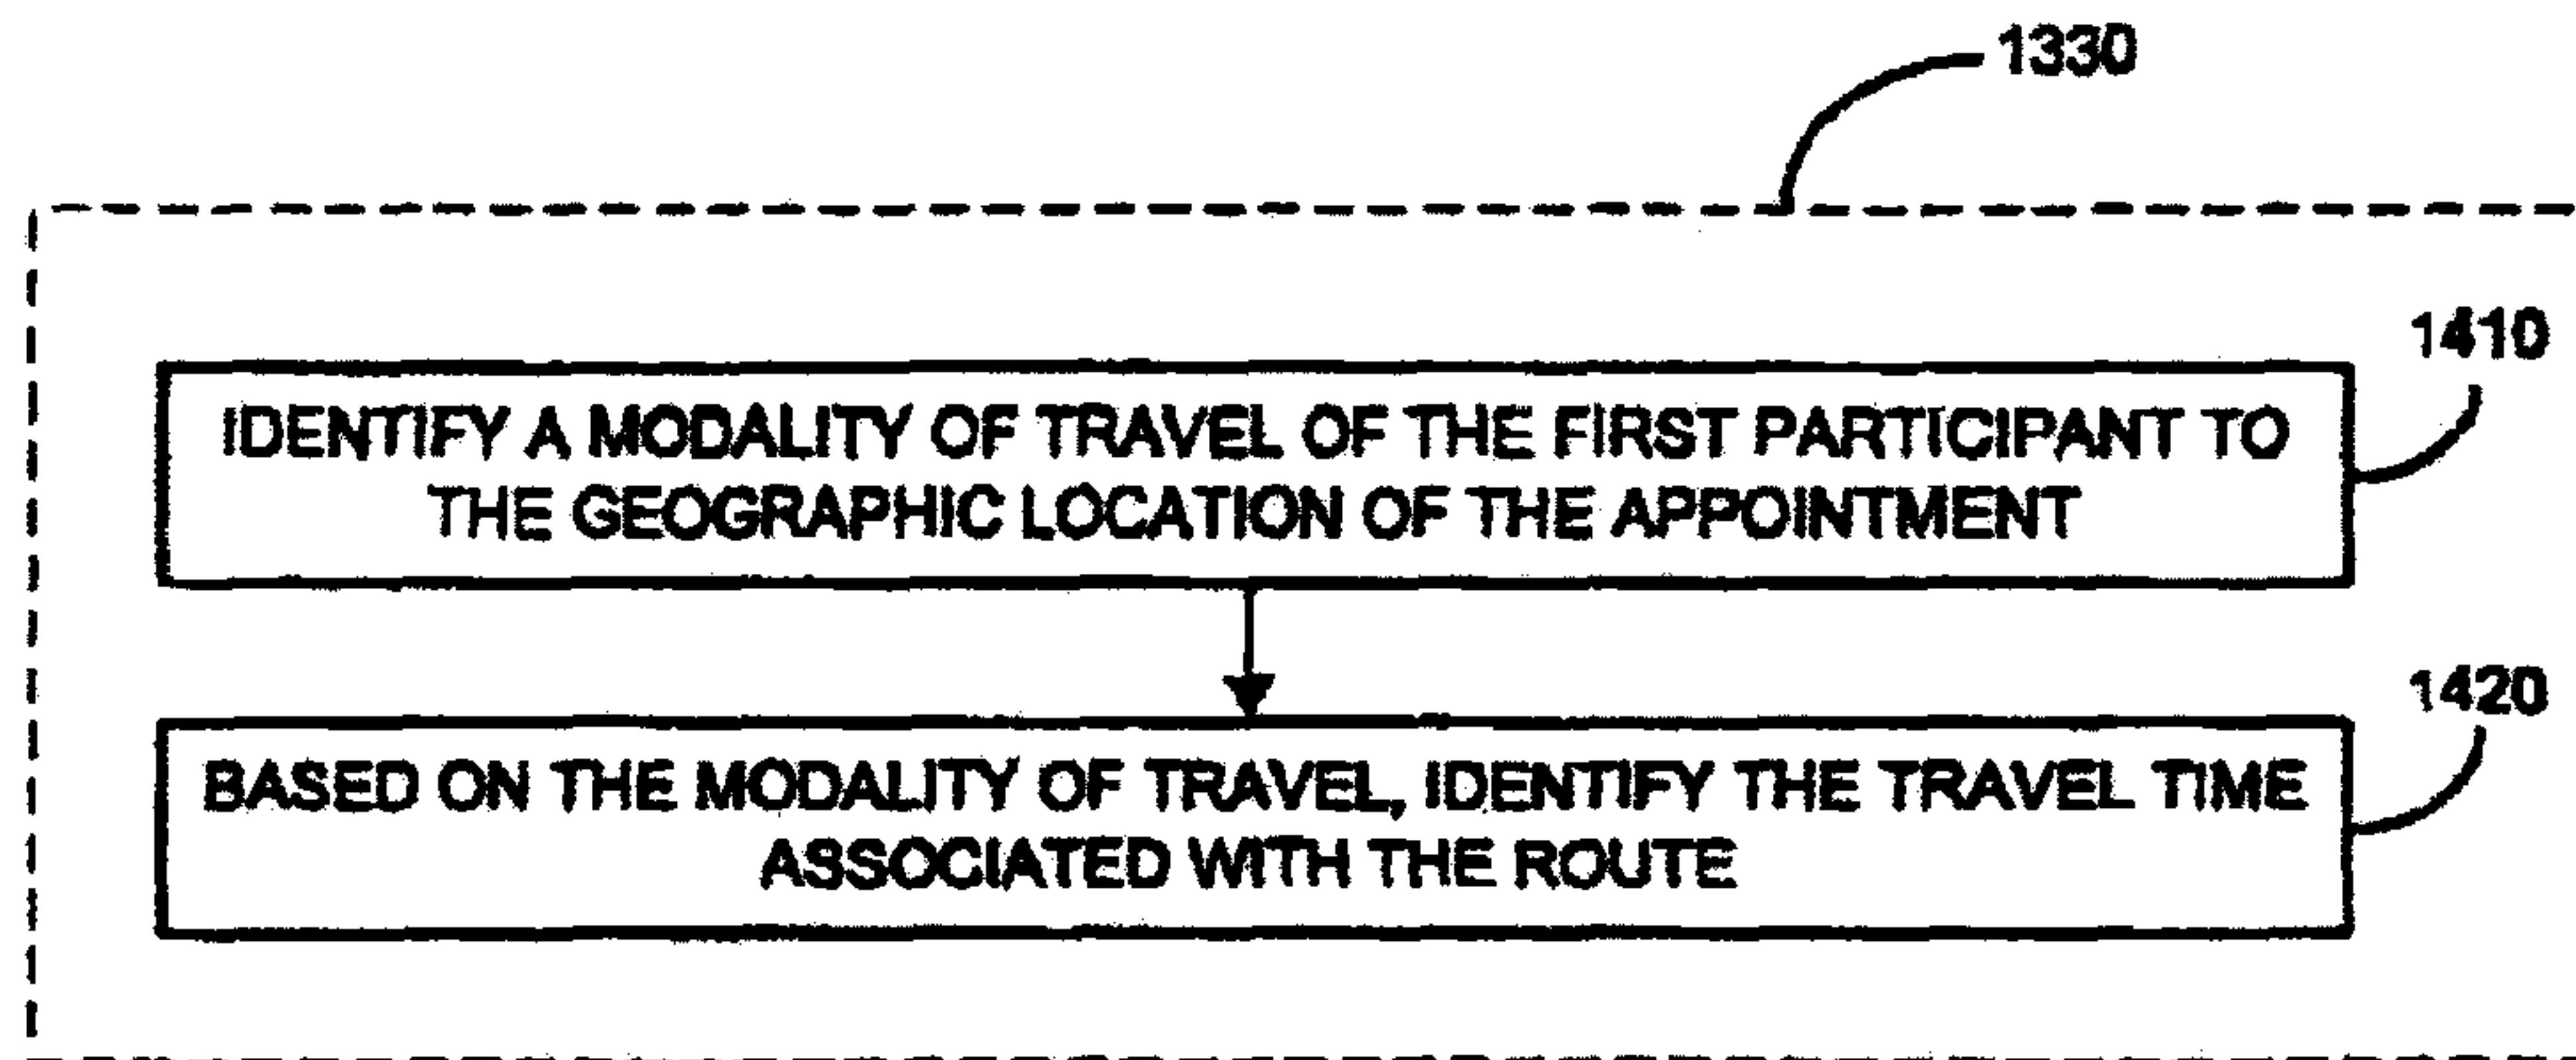 1330
1410
IDENTIFY A MODALITY OF TRAVEL OF THE FIRST PARTICIPANT TO
THE GEOGRAPHIC LOCATION OF THE APPOINTMENT
1420
BASED ON THE MODALITY OF TRAVEL, IDENTIFY THE TRAVEL TIME
ASSOCIATED WITH THE ROUTE